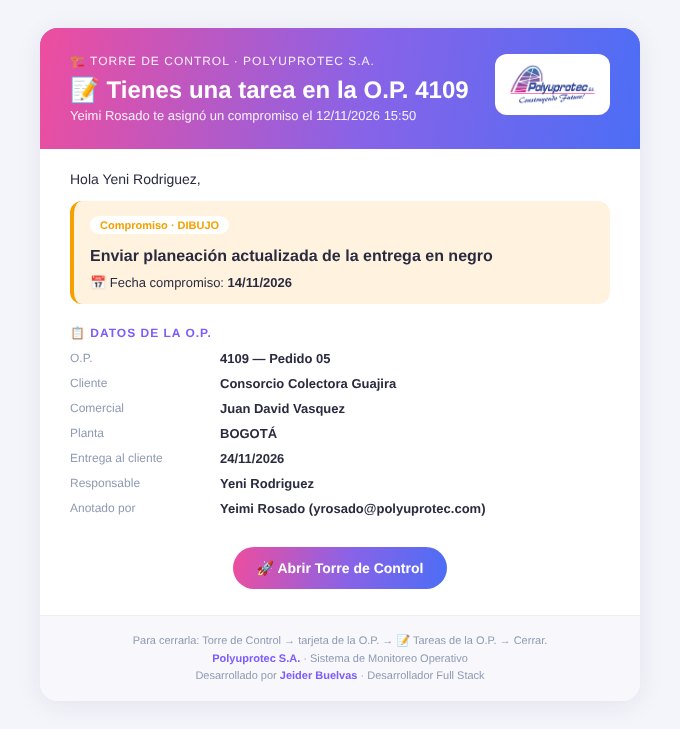 🏗️ TORRE DE CONTROL · POLYUPROTEC S.A.
📝 Tienes una tarea en la O.P. 4109
Yeimi Rosado te asignó un compromiso el 12/11/2026 15:50
Polyuprotec S.A.
Construyendo Futuro!
Hola Yeni Rodriguez,
Compromiso · DIBUJO
Enviar planeación actualizada de la entrega en negro
📅 Fecha compromiso: 14/11/2026
📋 DATOS DE LA O.P.
O.P. 4109 — Pedido 05
Cliente Consorcio Colectora Guajira
Comercial Juan David Vasquez
Planta BOGOTÁ
Entrega al cliente 24/11/2026
Responsable Yeni Rodriguez
Anotado por Yeimi Rosado (yrosado@polyuprotec.com)
🚀 Abrir Torre de Control
Para cerrarla: Torre de Control → tarjeta de la O.P. → 📝 Tareas de la O.P. → Cerrar.
Polyuprotec S.A. · Sistema de Monitoreo Operativo
Desarrollado por Jeider Buelvas · Desarrollador Full Stack